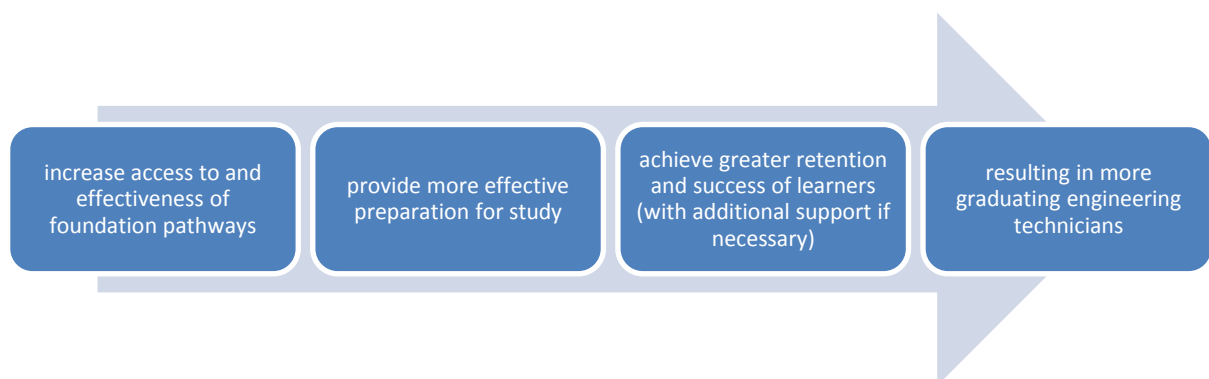 increase access to and
effectiveness of
foundation pathways
provide more effective
preparation for study
achieve greater retention
and success of learners
(with additional support if
necessary)
resulting in more
graduating engineering
technicians